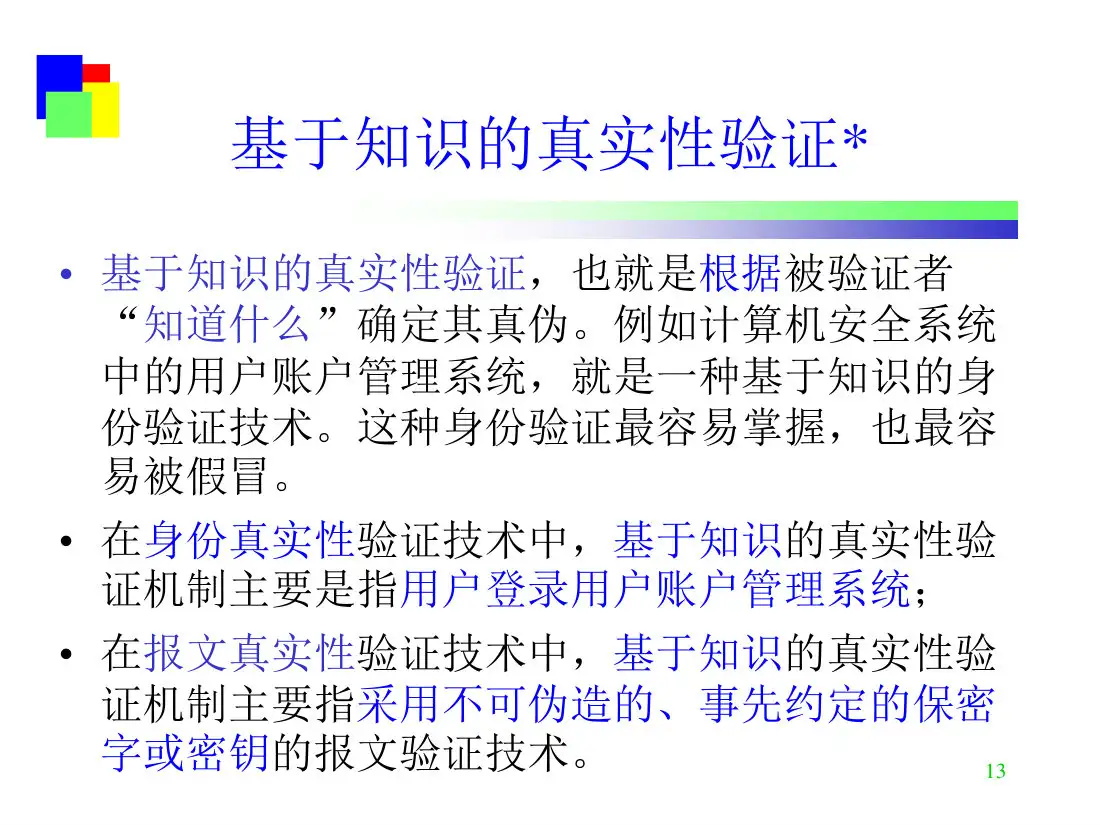 基于知识的真实性验证*
• 基于知识的真实性验证，也就是根据被验证者
“知道什么”确定其真伪。例如计算机安全系统
中的用户账户管理系统，就是一种基于知识的身
份验证技术。这种身份验证最容易掌握，也最容
易被假冒。
• 在身份真实性验证技术中，基于知识的真实性验
证机制主要是指用户登录用户账户管理系统；
• 在报文真实性验证技术中，基于知识的真实性验
证机制主要指采用不可伪造的、事先约定的保密
字或密钥的报文验证技术。
13